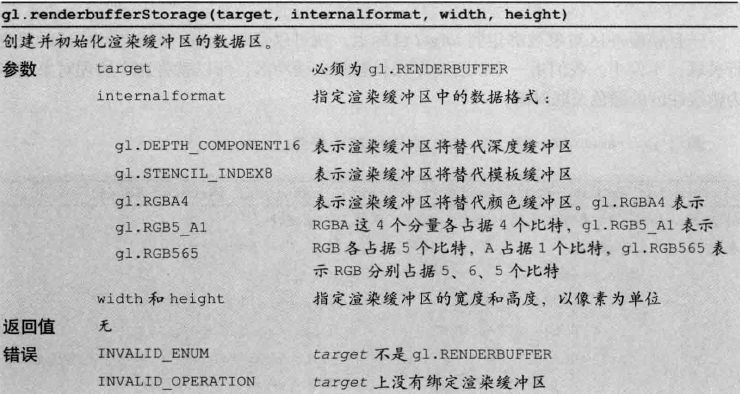 gl.renderbufferStorage(target, internalformat, width, height)
创建并初始化渲染缓冲区的数据区。
参数 target 必须为 gl.RENDERBUFFER
internalformat 指定渲染缓冲区中的数据格式:
gl.DEPTH_COMPONENT16 表示渲染缓冲区将替代深度缓冲区
gl.STENCIL_INDEX8 表示渲染缓冲区将替代模板缓冲区
gl.RGBA4 表示渲染缓冲区将替代颜色缓冲区。gl.RGBA4 表示
gl.RGB5_A1 RGBA 这 4 个分量各占据 4 个比特, gl.RGB5_A1 表示
gl.RGB565 RGB 各占据 5 个比特, A 占据 1 个比特, gl.RGB565 表
示 RGB 分别占据 5、6、5 个比特
width 和 height 指定渲染缓冲区的宽度和高度, 以像素为单位
返回值 无
错误 INVALID_ENUM target 不是 gl.RENDERBUFFER
INVALID_OPERATION target 上没有绑定渲染缓冲区